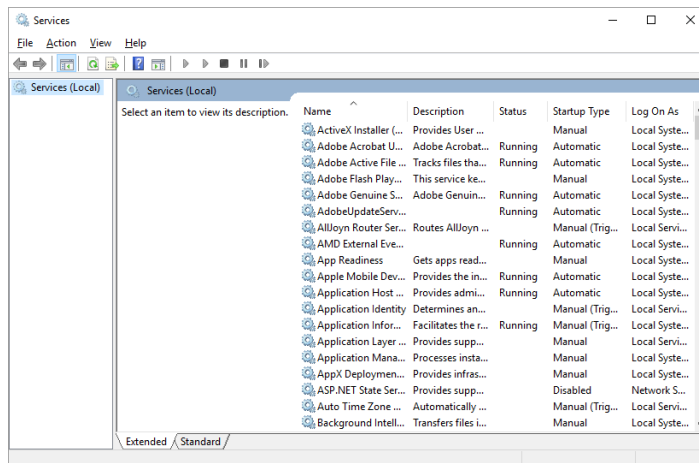 Services
File Action View Help
Services (Local)
Services (Local)
Select an item to view its description.
Name Description Status Startup Type Log On As
ActiveX Installer (... Provides User ... Manual Local Syste...
Adobe Acrobat U... Adobe Acrobat... Running Automatic Local Syste...
Adobe Active File ... Tracks files tha... Running Automatic Local Syste...
Adobe Flash Play... This service ke... Manual Local Syste...
Adobe Genuine S... Adobe Genuin... Running Automatic Local Syste...
AdobeUpdateServ... Running Automatic Local Syste...
AllJoyn Router Ser... Routes AllJoyn ... Manual (Trig... Local Servi...
AMD External Eve... Running Automatic Local Syste...
App Readiness Gets apps read... Manual Local Syste...
Apple Mobile Dev... Provides the in... Running Automatic Local Syste...
Application Host ... Provides admi... Running Automatic Local Syste...
Application Identity Determines an... Manual (Trig... Local Servi...
Application Infor... Facilitates the r... Running Manual (Trig... Local Syste...
Application Layer ... Provides supp... Manual Local Servi...
Application Mana... Processes insta... Manual Local Syste...
AppX Deploymen... Provides infras... Manual Local Syste...
ASP.NET State Ser... Provides supp... Disabled Network S...
Auto Time Zone ... Automatically ... Manual (Trig... Local Servi...
Background Intell... Transfers files i... Manual Local Syste...
Extended Standard